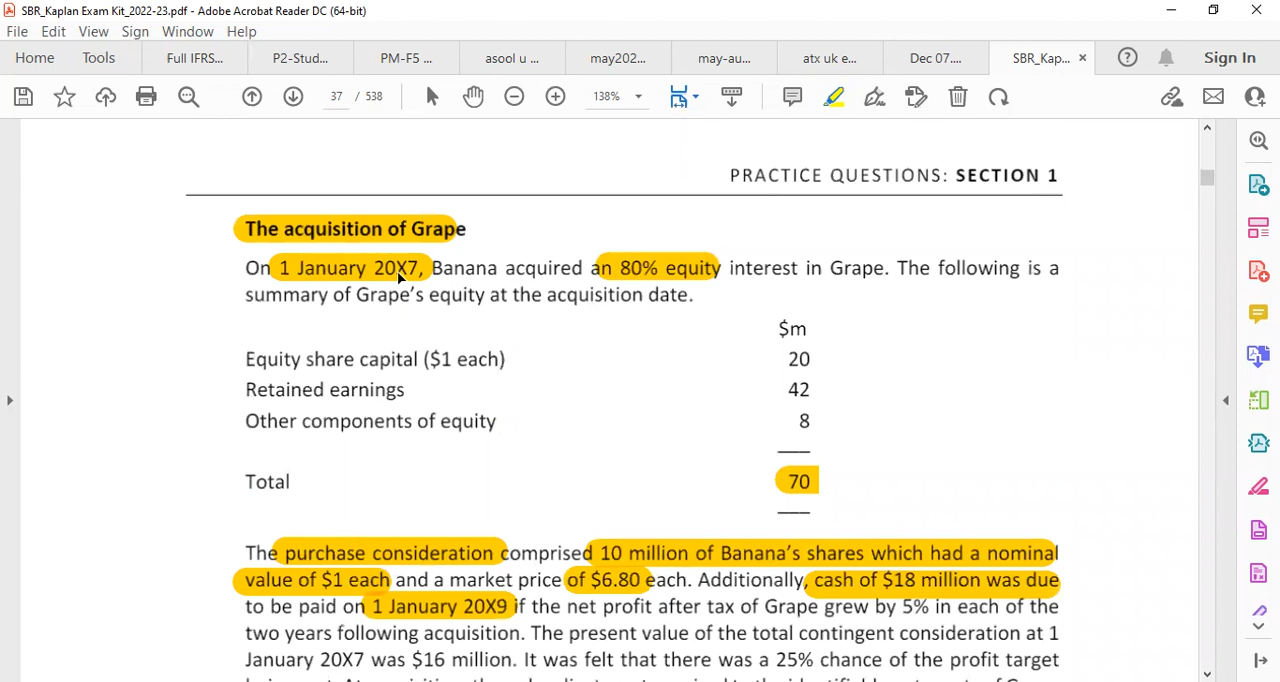 SBR_Kaplan Exam Kit_2022-23.pdf - Adobe Acrobat Reader DC (64-bit)
File Edit View Sign Window Help
Home Tools Full IFRS... P2-Stud... PM-F5 ... asool u ... may202... may-au... atx uk e... Dec 07.... SBR_Kap... × Sign In
37 / 538 138%
PRACTICE QUESTIONS: SECTION 1
The acquisition of Grape
On 1 January 20X7, Banana acquired an 80% equity interest in Grape. The following is a
summary of Grape's equity at the acquisition date.
$m
Equity share capital ($1 each) 20
Retained earnings 42
Other components of equity 8
Total 70
The purchase consideration comprised 10 million of Banana's shares which had a nominal
value of $1 each and a market price of $6.80 each. Additionally, cash of $18 million was due
to be paid on 1 January 20X9 if the net profit after tax of Grape grew by 5% in each of the
two years following acquisition. The present value of the total contingent consideration at 1
January 20X7 was $16 million. It was felt that there was a 25% chance of the profit target